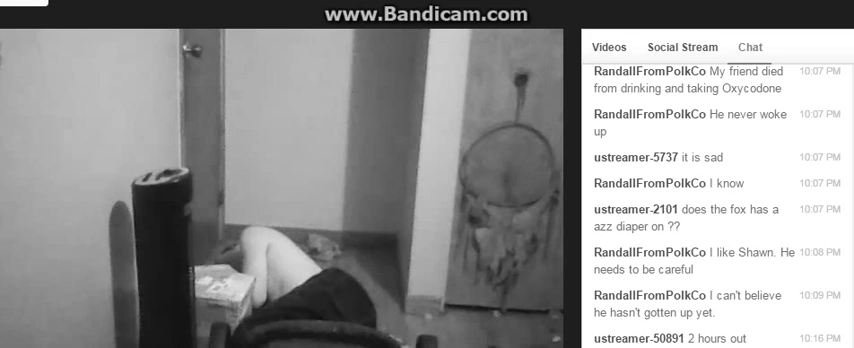 www.Bandicam.com
Videos Social Stream Chat
RandallFromPolkCo My friend died 10:07 PM
from drinking and taking Oxycodone
RandallFromPolkCo He never woke 10:07 PM
up
ustreamer-5737 it is sad 10:07 PM
RandallFromPolkCo I know 10:07 PM
ustreamer-2101 does the fox has a 10:07 PM
azz diaper on ??
RandallFromPolkCo I like Shawn. He 10:08 PM
needs to be careful
RandallFromPolkCo I can't believe 10:09 PM
he hasn't gotten up yet.
ustreamer-50891 2 hours out 10:16 PM